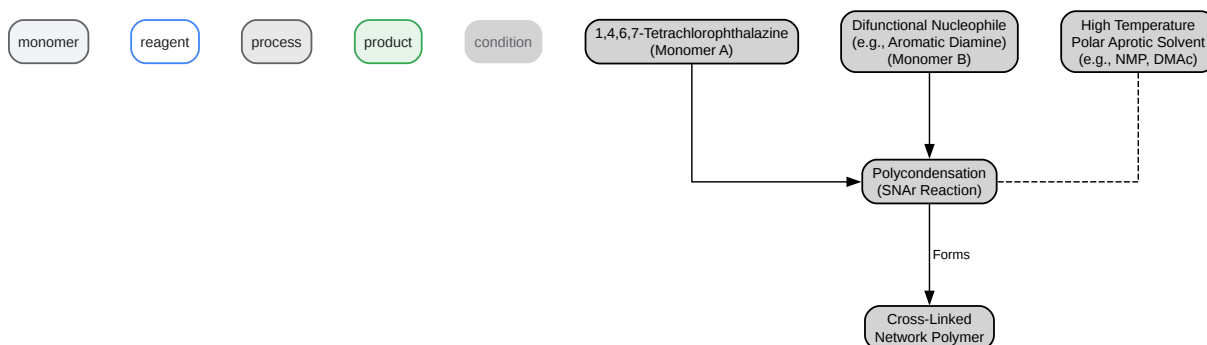 monomer
reagent
process
product
condition
1,4,6,7-Tetrachlorophthalazine
(Monomer A)
Difunctional Nucleophile
(e.g., Aromatic Diamine)
(Monomer B)
High Temperature
Polar Aprotic Solvent
(e.g., NMP, DMAc)
Polycondensation
(SNAr Reaction)
Forms
Cross-Linked
Network Polymer